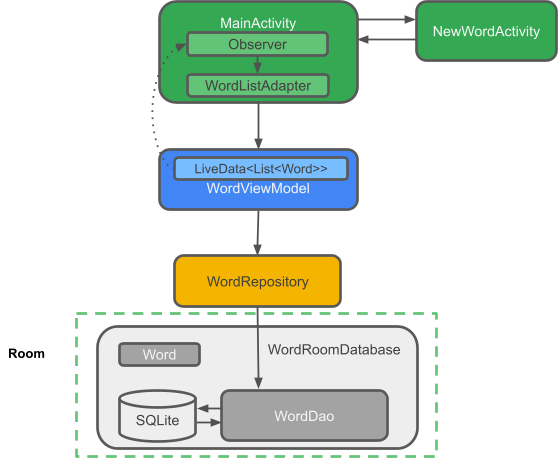 MainActivity
Observer
WordListAdapter
NewWordActivity
LiveData<List<Word>>
WordViewModel
WordRepository
Room
WordRoomDatabase
Word
SQLite
WordDao